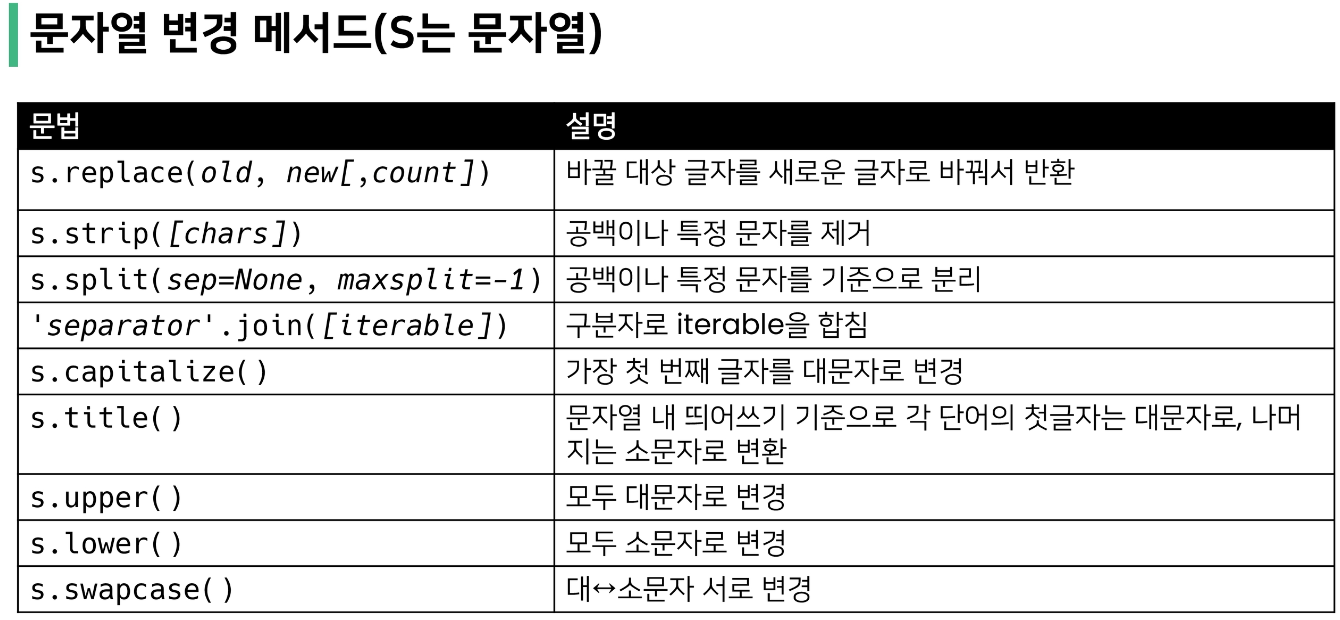 문자열 변경 메서드(S는 문자열)
문법 설명
s.replace(old, new[,count]) 바꿀 대상 글자를 새로운 글자로 바꿔서 반환
s.strip([chars]) 공백이나 특정 문자를 제거
s.split(sep=None, maxsplit=-1) 공백이나 특정 문자를 기준으로 분리
'separator'.join([iterable]) 구분자로 iterable을 합침
s.capitalize() 가장 첫 번째 글자를 대문자로 변경
s.title() 문자열 내 띄어쓰기 기준으로 각 단어의 첫글자는 대문자로, 나머
지는 소문자로 변환
s.upper() 모두 대문자로 변경
s.lower() 모두 소문자로 변경
s.swapcase() 대↔소문자 서로 변경